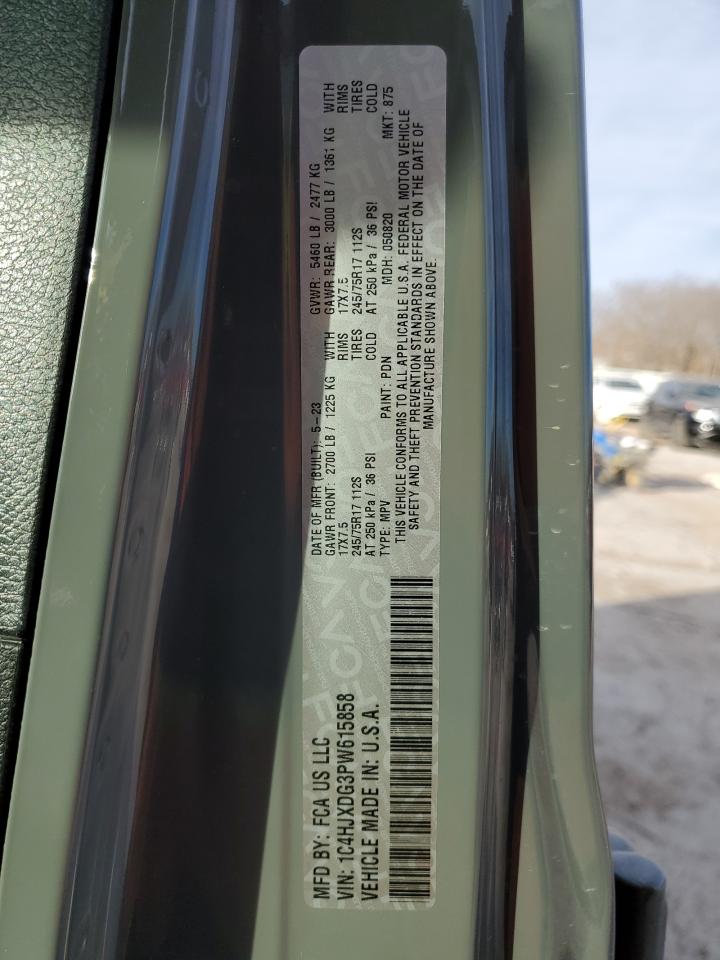 MFD BY: FCA US LLC
VIN: 1C4HJXDG3PW615858
VEHICLE MADE IN: U.S.A.
DATE OF MFR (BUILT): 5-23 GVWR: 5460 LB / 2477 KG
GAWR FRONT: 2700 LB / 1225 KG WITH GAWR REAR: 3000 LB / 1361 KG WITH
17X7.5 RIMS 17X7.5 RIMS
245/75R17 112S TIRES 245/75R17 112S TIRES
AT 250 kPa / 36 PSI COLD AT 250 kPa / 36 PSI COLD
TYPE: MPV PAINT: PDN MDH: 050820 MKT: 875
THIS VEHICLE CONFORMS TO ALL APPLICABLE U.S.A. FEDERAL MOTOR VEHICLE
SAFETY AND THEFT PREVENTION STANDARDS IN EFFECT ON THE DATE OF
MANUFACTURE SHOWN ABOVE.